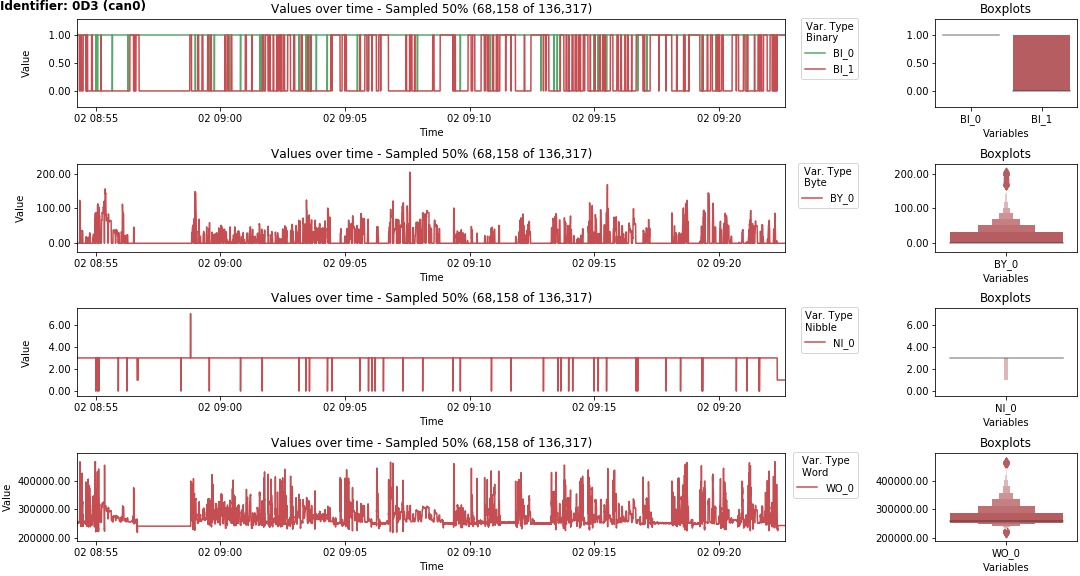 Identifier: 0D3 (can0)
Values over time - Sampled 50% (68,158 of 136,317)
Boxplots
Value
1.00
0.50
0.00
02 08:55
02 09:00
02 09:05
02 09:10
02 09:15
02 09:20
Time
Var. Type
Binary
BI_0
BI_1
1.00
0.50
0.00
BI_0
BI_1
Variables
Values over time - Sampled 50% (68,158 of 136,317)
Boxplots
Value
200.00
100.00
0.00
02 08:55
02 09:00
02 09:05
02 09:10
02 09:15
02 09:20
Time
Var. Type
Byte
BY_0
200.00
100.00
0.00
BY_0
Variables
Values over time - Sampled 50% (68,158 of 136,317)
Boxplots
Value
6.00
4.00
2.00
0.00
02 08:55
02 09:00
02 09:05
02 09:10
02 09:15
02 09:20
Time
Var. Type
Nibble
NI_0
6.00
4.00
2.00
0.00
NI_0
Variables
Values over time - Sampled 50% (68,158 of 136,317)
Boxplots
Value
400000.00
300000.00
200000.00
02 08:55
02 09:00
02 09:05
02 09:10
02 09:15
02 09:20
Time
Var. Type
Word
WO_0
400000.00
300000.00
200000.00
WO_0
Variables